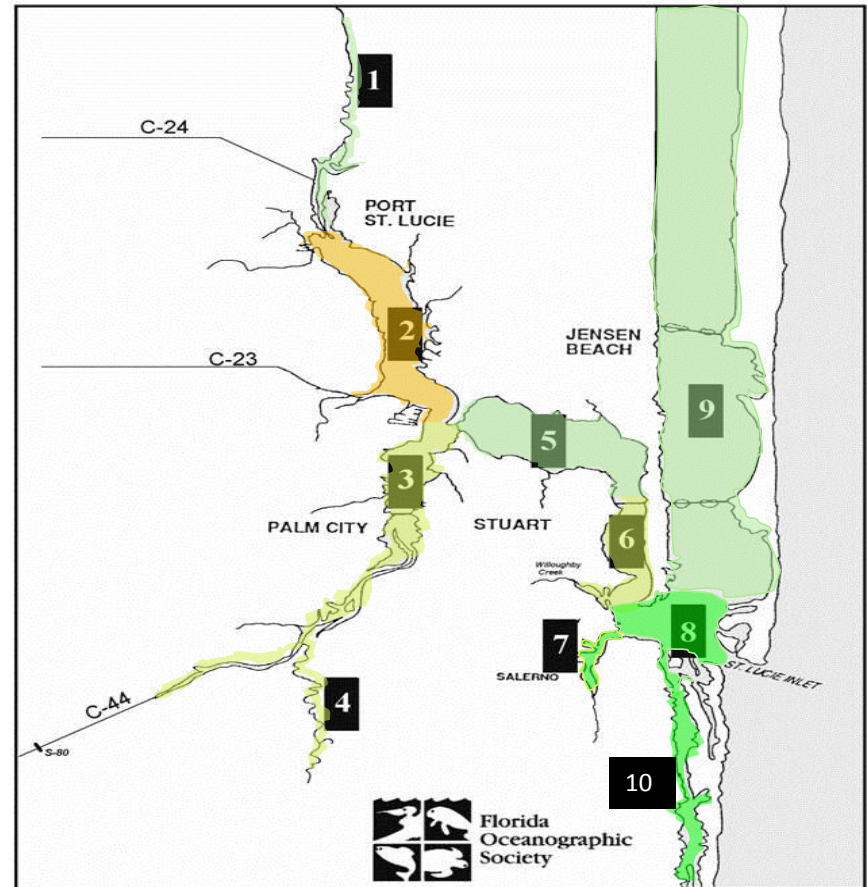 1
C-24
PORT
ST. LUCIE
2
JENSEN
BEACH
C-23
9
5
3
PALM CITY
STUART
6
Willoughby
Creek
7
8
SALERNO
ST. LUCIE INLET
4
C-44
S-80
10
Florida
Oceanographic
Society